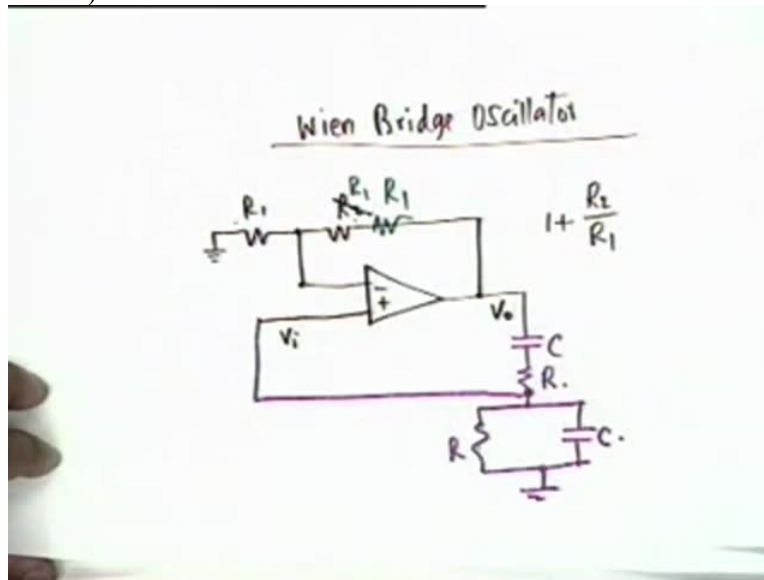 Wien Bridge Oscillator
R₁ R₁
R₁
1+ R₂
R₁
-
+
Vi
Vo
C
R.
R
C.